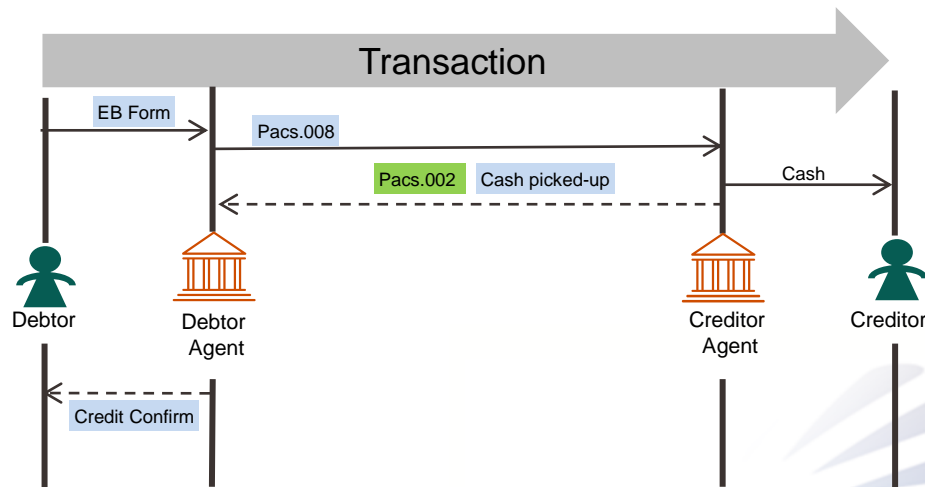 Transaction
EB Form
Pacs.008
Pacs.002 Cash picked-up
Cash
Debtor
Debtor
Agent
Creditor
Agent
Creditor
Credit Confirm